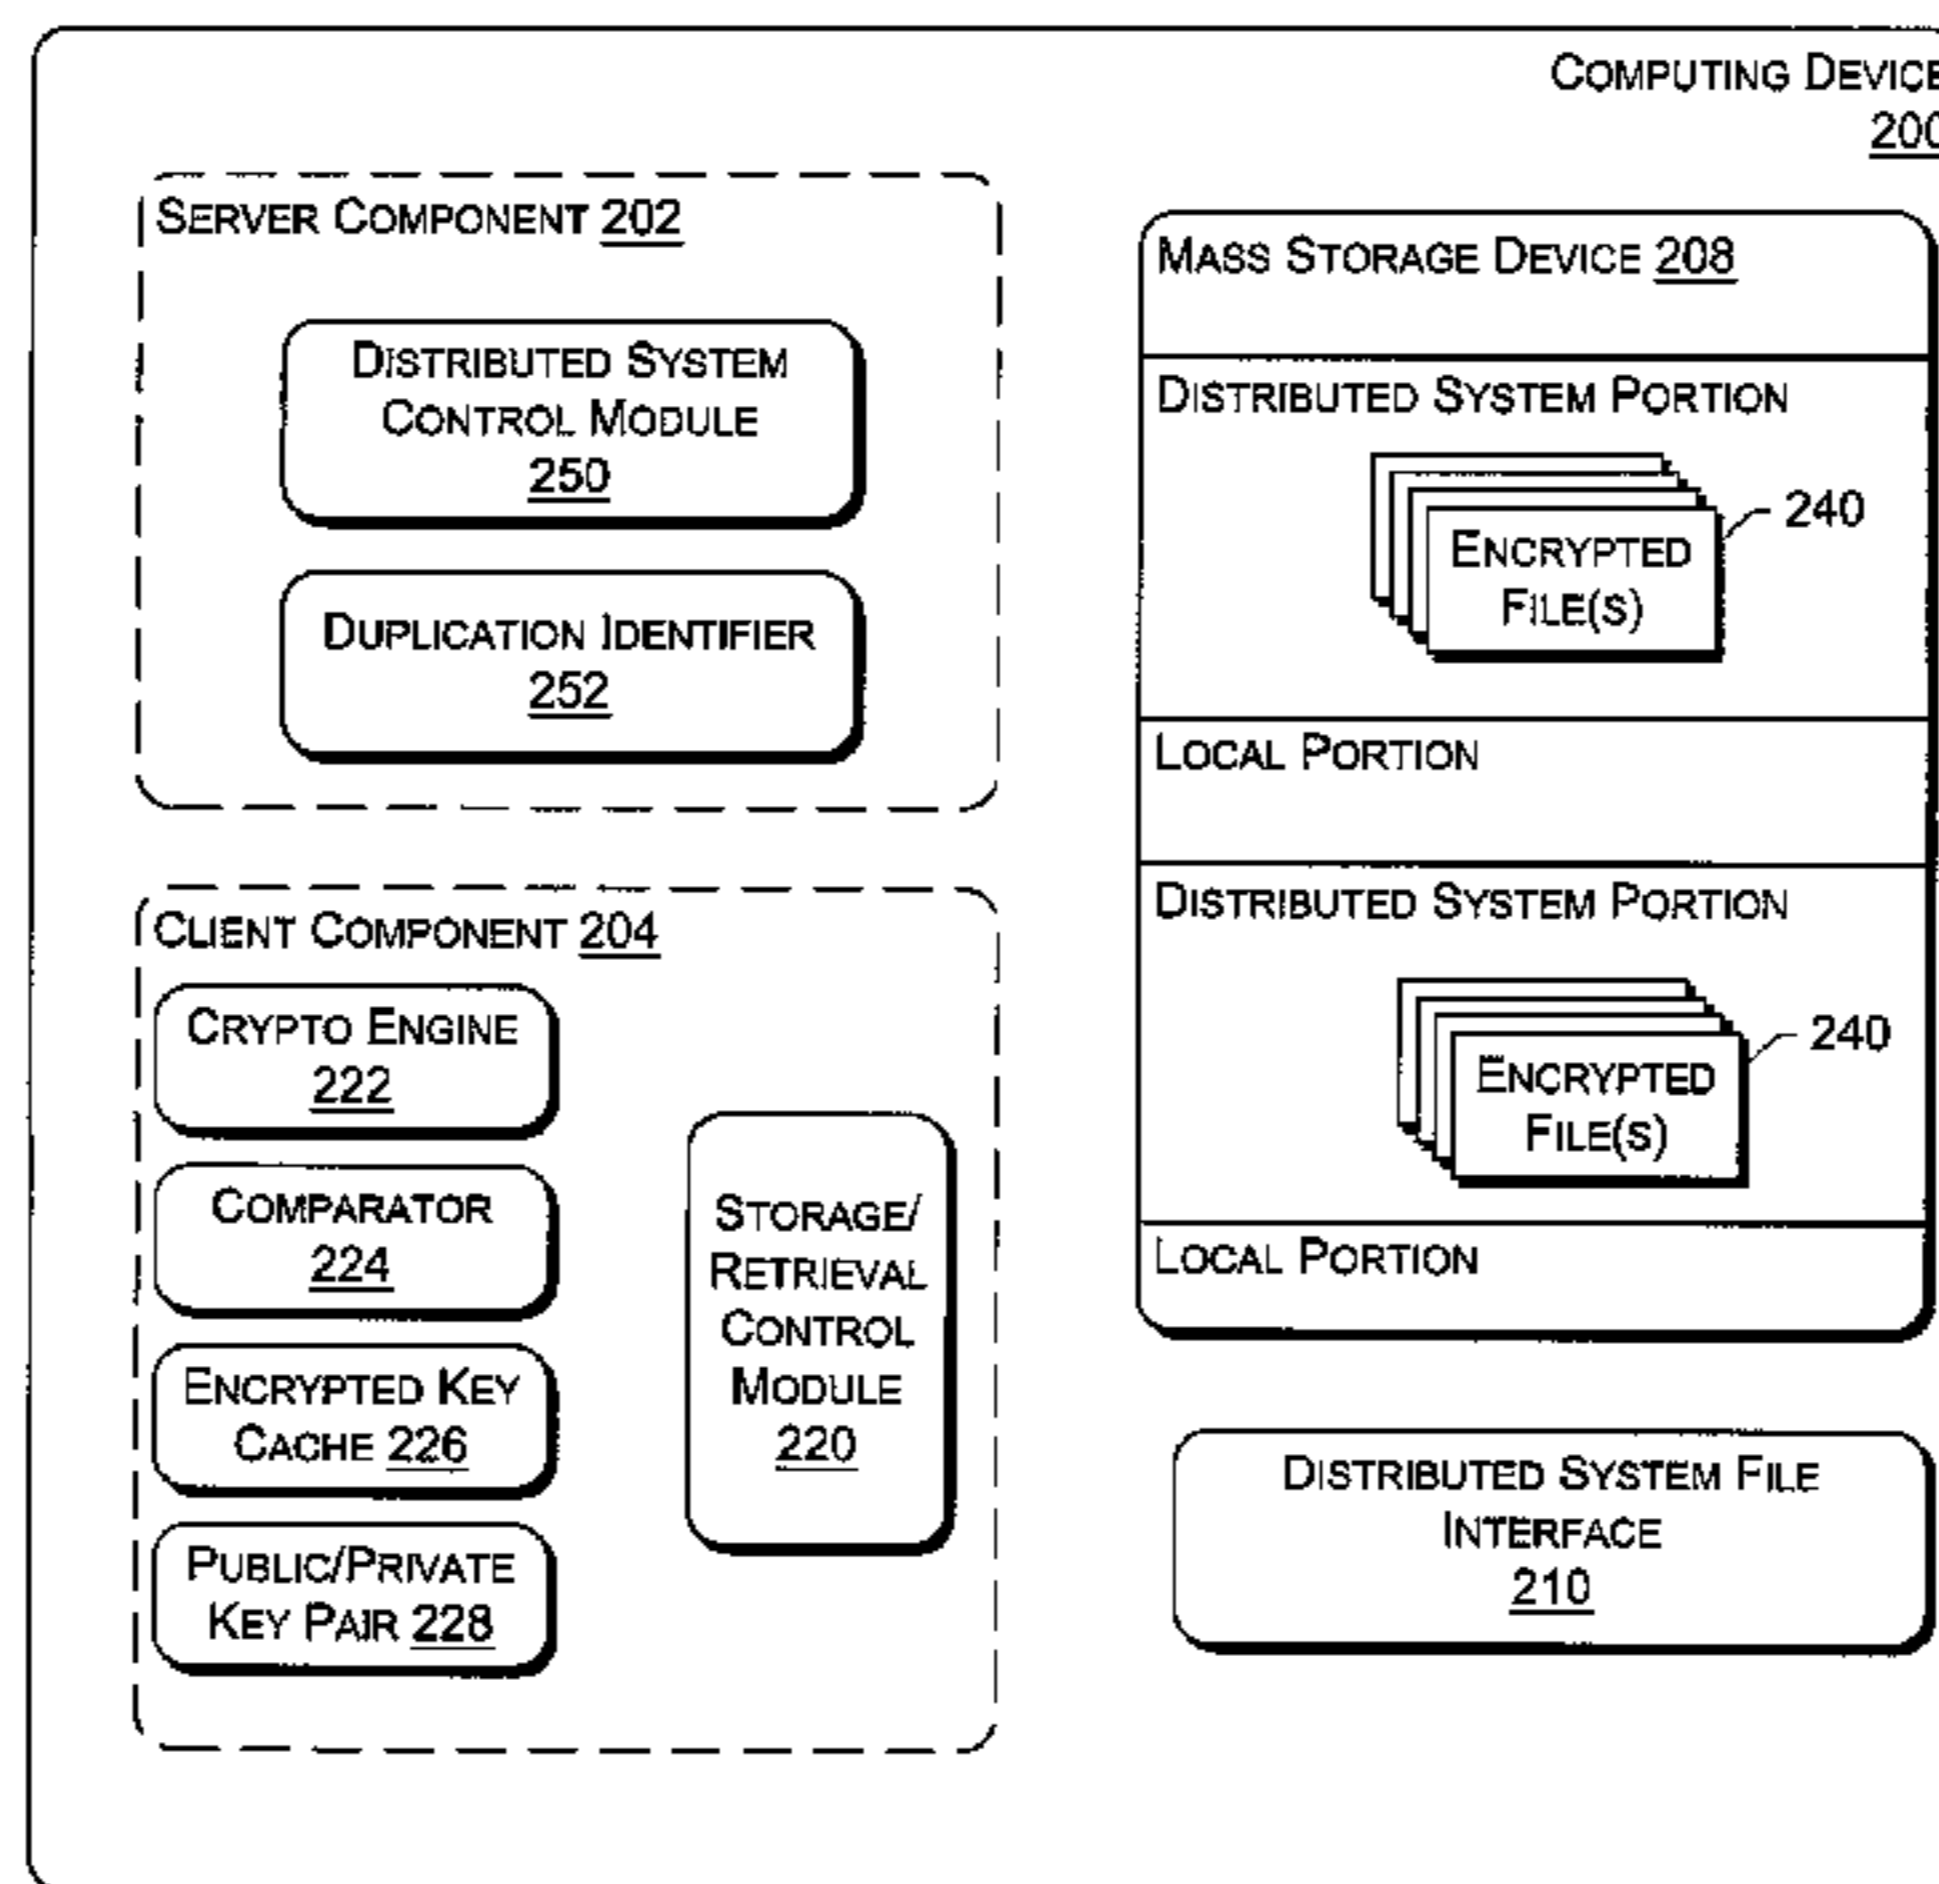 COMPUTING DEVICE
200
SERVER COMPONENT 202
DISTRIBUTED SYSTEM
CONTROL MODULE
250
DUPLICATION IDENTIFIER
252
CLIENT COMPONENT 204
CRYPTO ENGINE
222
COMPARATOR
224
ENCRYPTED KEY
CACHE 226
PUBLIC/PRIVATE
KEY PAIR 228
STORAGE/
RETRIEVAL
CONTROL
MODULE
220
MASS STORAGE DEVICE 208
DISTRIBUTED SYSTEM PORTION
240
ENCRYPTED
FILE(S)
LOCAL PORTION
DISTRIBUTED SYSTEM PORTION
240
ENCRYPTED
FILE(S)
LOCAL PORTION
DISTRIBUTED SYSTEM FILE
INTERFACE
210